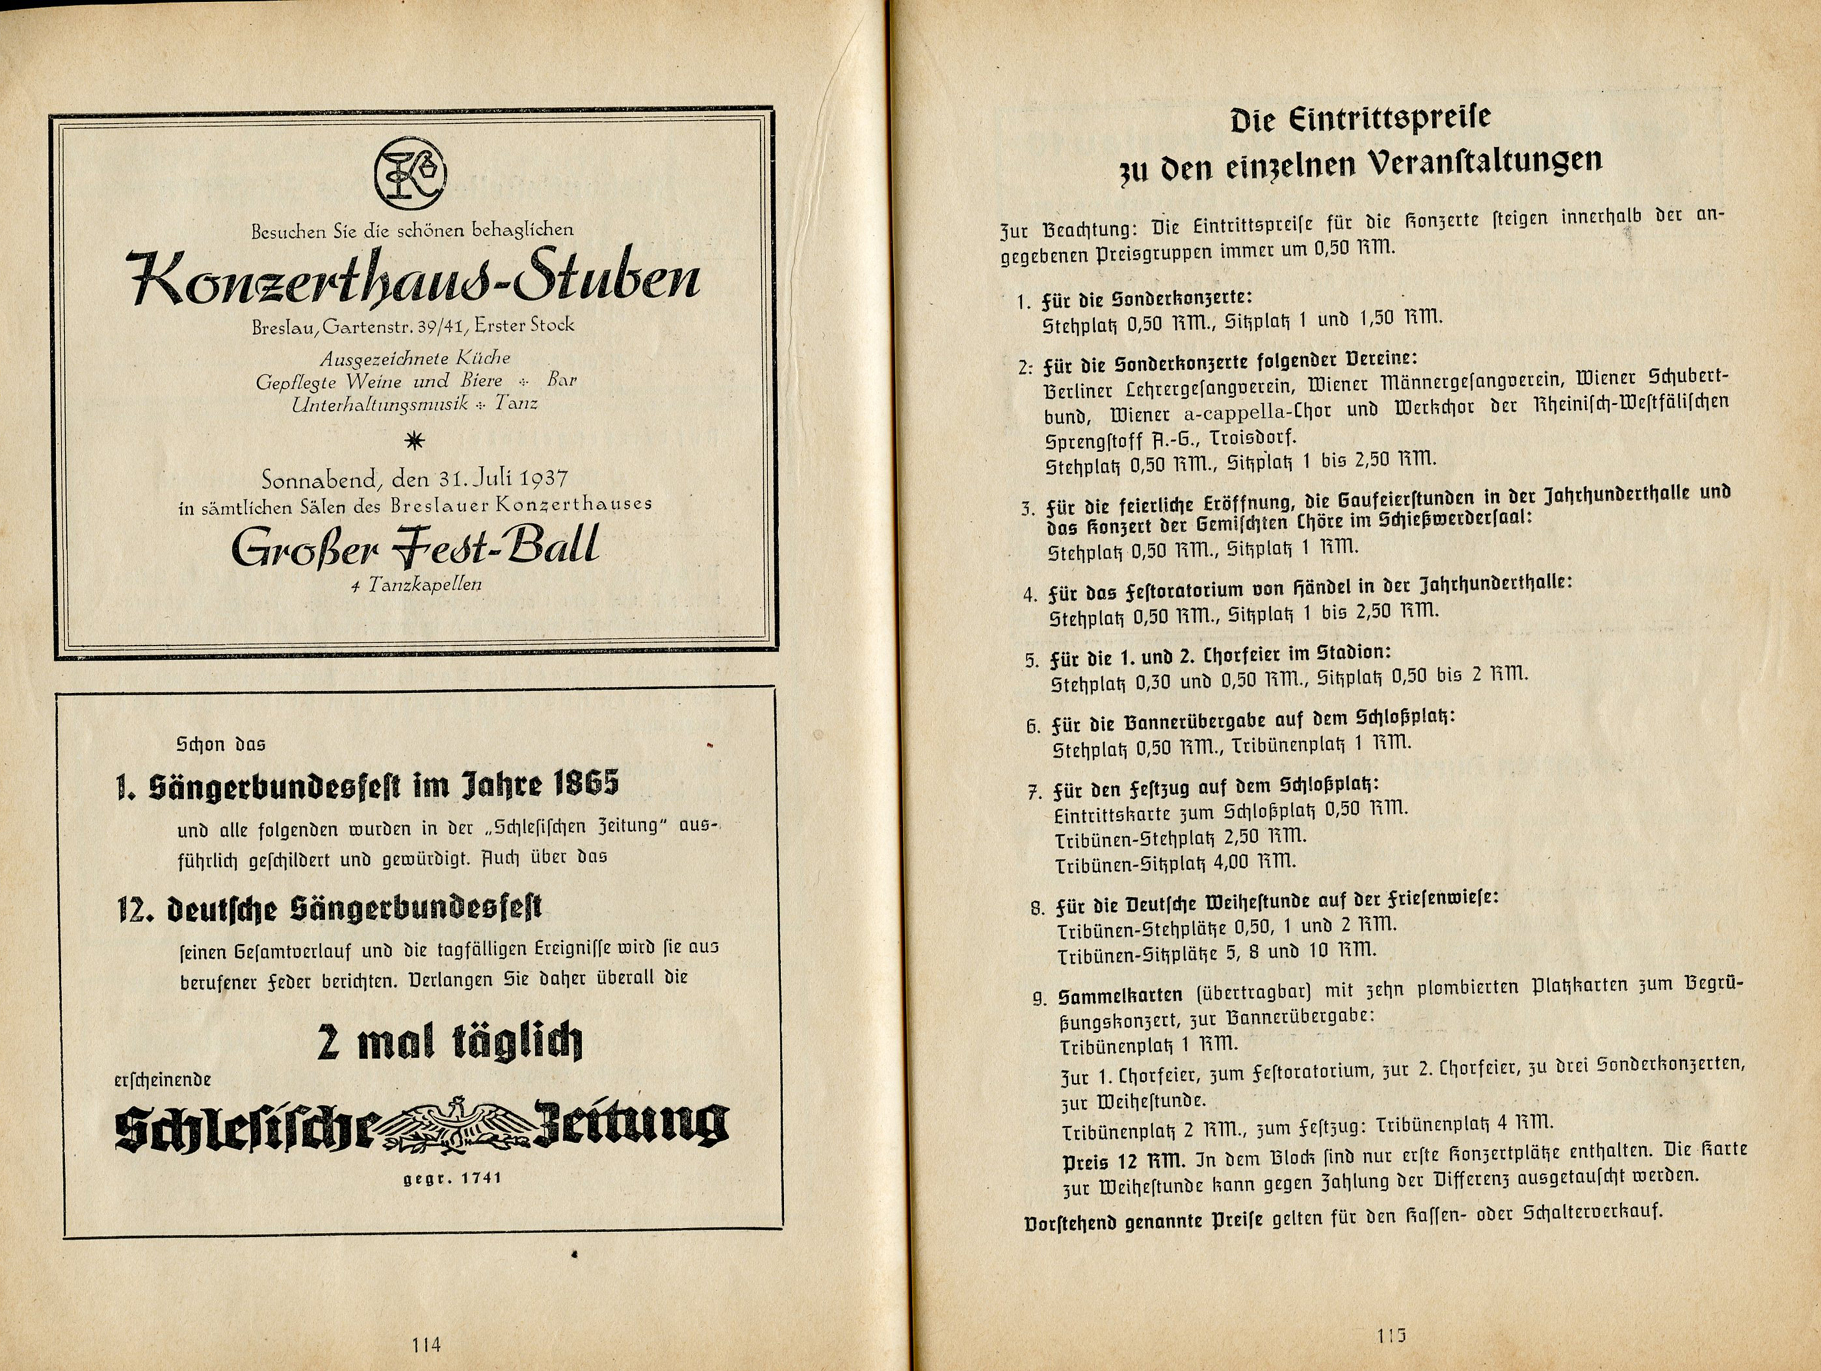 Besuchen Sie die schönen behaglichen
Konzerthaus-Stuben
Breslau, Gartenstr. 39/41, Erster Stock
Ausgezeichnete Küche
Gepflegte Weine und Biere ⁘ Bar
Unterhaltungsmusik ⁘ Tanz
Sonnabend, den 31. Juli 1937
in sämtlichen Sälen des Breslauer Konzerthauses
Großer Fest-Ball
4 Tanzkapellen
Schon das
1. Sängerbundesfest im Jahre 1865
und alle folgenden wurden in der „Schlesischen Zeitung“ aus-
führlich geschildert und gewürdigt. Auch über das
12. deutsche Sängerbundesfest
seinen Gesamtverlauf und die tagfälligen Ereignisse wird sie aus
berufener Feder berichten. Verlangen Sie daher überall die
2 mal täglich
erscheinende
Schlesische Zeitung
gegr. 1741
114
Die Eintrittspreise
zu den einzelnen Veranstaltungen
Zur Beachtung: Die Eintrittspreise für die Konzerte steigen innerhalb der an-
gegebenen Preisgruppen immer um 0,50 RM.
1. Für die Sonderkonzerte:
Stehplatz 0,50 RM., Sitzplatz 1 und 1,50 RM.
2. Für die Sonderkonzerte folgender Vereine:
Berliner Lehrergesangverein, Wiener Männergesangverein, Wiener Schubert-
bund, Wiener a-cappella-Chor und Werkchor der Rheinisch-Westfälischen
Sprengstoff A.-G., Troisdorf.
Stehplatz 0,50 RM., Sitzplatz 1 bis 2,50 RM.
3. Für die feierliche Eröffnung, die Gaufeierstunden in der Jahrhunderthalle und
das Konzert der Gemischten Chöre im Schießwerdersaal:
Stehplatz 0,50 RM., Sitzplatz 1 RM.
4. Für das Festoratorium von Händel in der Jahrhunderthalle:
Stehplatz 0,50 RM., Sitzplatz 1 bis 2,50 RM.
5. Für die 1. und 2. Chorfeier im Stadion:
Stehplatz 0,30 und 0,50 RM., Sitzplatz 0,50 bis 2 RM.
6. Für die Bannerübergabe auf dem Schloßplatz:
Stehplatz 0,50 RM., Tribünenplatz 1 RM.
7. Für den Festzug auf dem Schloßplatz:
Eintrittskarte zum Schloßplatz 0,50 RM.
Tribünen-Stehplatz 2,50 RM.
Tribünen-Sitzplatz 4,00 RM.
8. Für die Deutsche Weihestunde auf der Friesenwiese:
Tribünen-Stehplätze 0,50, 1 und 2 RM.
Tribünen-Sitzplätze 5, 8 und 10 RM.
9. Sammelkarten (übertragbar) mit zehn plombierten Platzkarten zum Begrü-
ßungskonzert, zur Bannerübergabe:
Tribünenplatz 1 RM.
Zur 1. Chorfeier, zum Festoratorium, zur 2. Chorfeier, zu drei Sonderkonzerten,
zur Weihestunde.
Tribünenplatz 2 RM., zum Festzug: Tribünenplatz 4 RM.
Preis 12 RM. In dem Block sind nur erste Konzertplätze enthalten. Die Karte
zur Weihestunde kann gegen Zahlung der Differenz ausgetauscht werden.
Vorstehend genannte Preise gelten für den Kassen- oder Schalterverkauf.
115